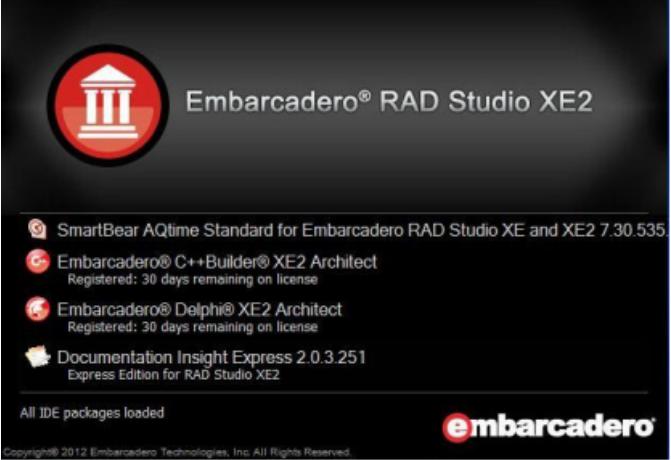 Embarcadero® RAD Studio XE2
SmartBear AQtime Standard for Embarcadero RAD Studio XE and XE2 7.30.535.
Embarcadero® C++Builder® XE2 Architect
Registered: 30 days remaining on license
Embarcadero® Delphi® XE2 Architect
Registered: 30 days remaining on license
Documentation Insight Express 2.0.3.251
Express Edition for RAD Studio XE2
All IDE packages loaded
embarcadero
Copyright® 2012 Embarcadero Technologies, Inc. All Rights Reserved.